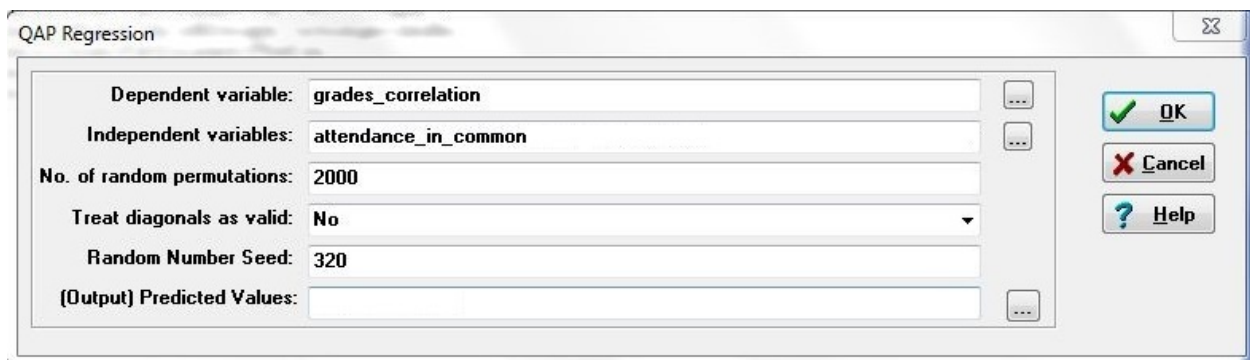 QAP Regression
Dependent variable: grades_correlation ...
OK
Independent variables: attendance_in_common ...
No. of random permutations: 2000
Cancel
Treat diagonals as valid: No
? Help
Random Number Seed: 320
(Output) Predicted Values: ...